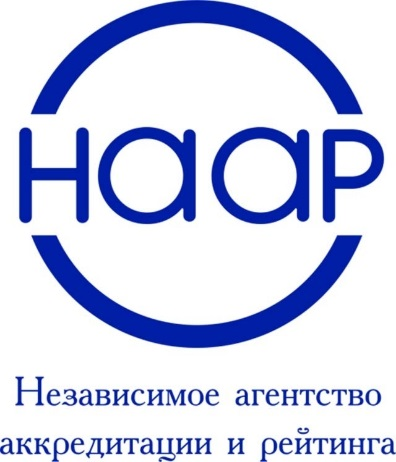 Наар
Независимое агентство
аккредитации и рейтинга